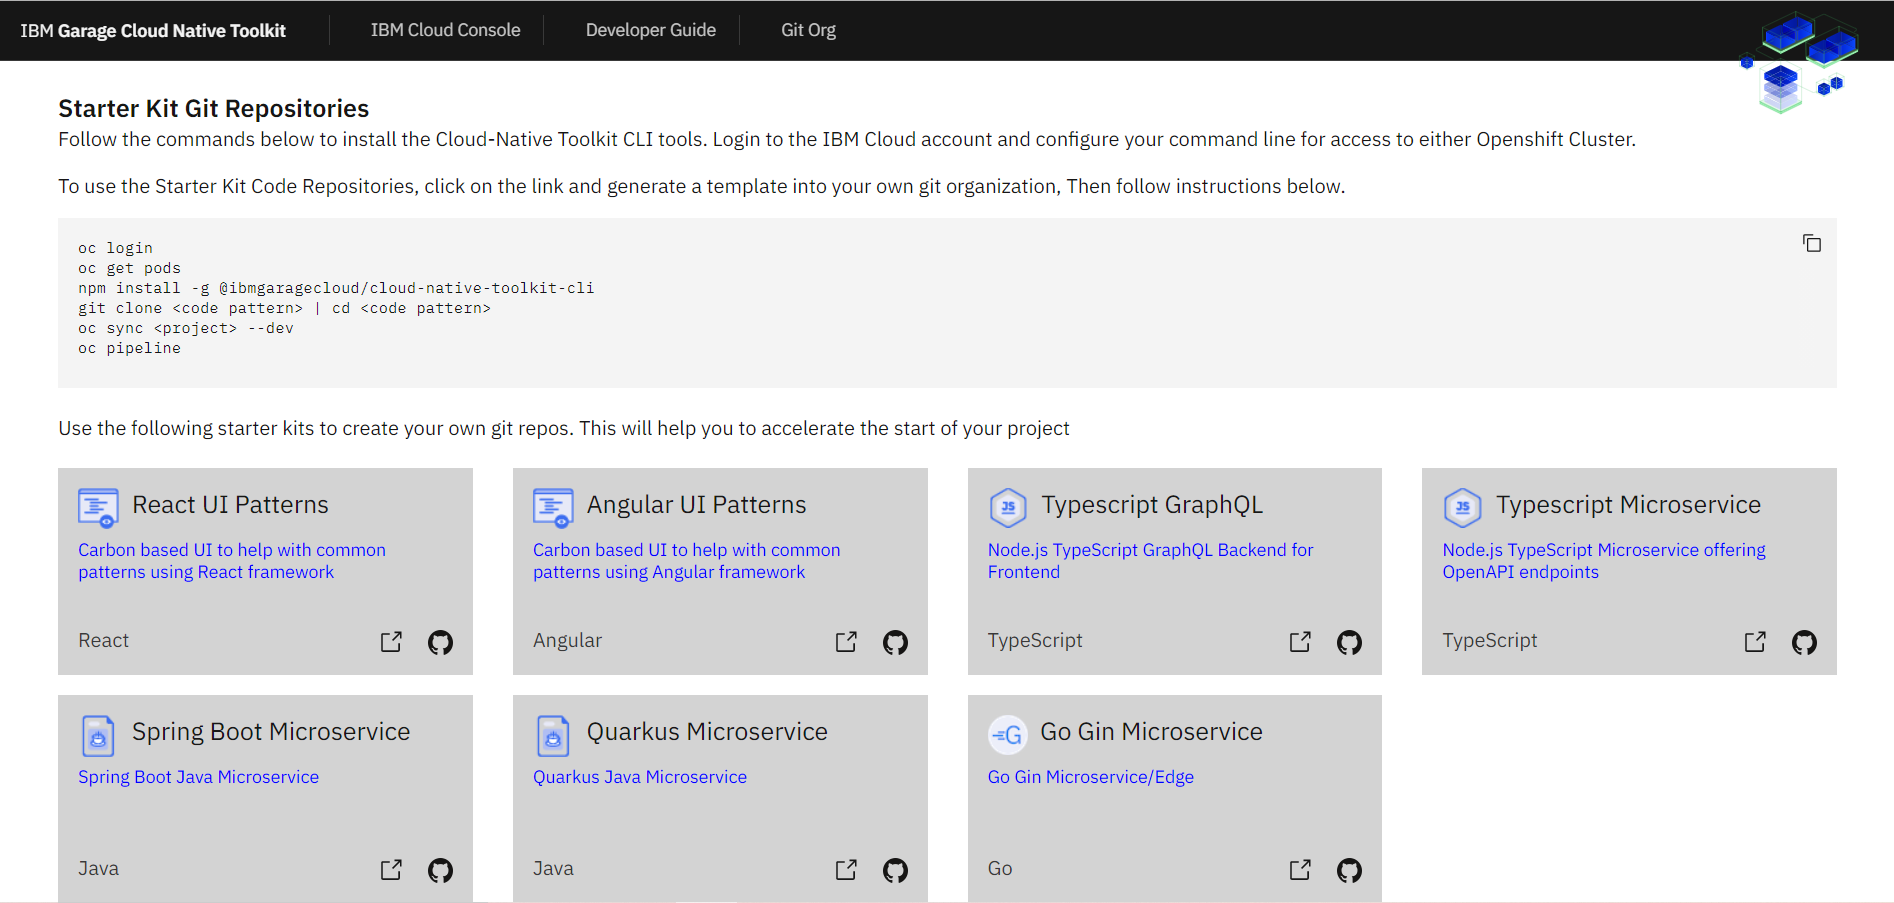 IBM Garage Cloud Native Toolkit
IBM Cloud Console
Developer Guide
Git Org
Starter Kit Git Repositories
Follow the commands below to install the Cloud-Native Toolkit CLI tools. Login to the IBM Cloud account and configure your command line for access to either Openshift Cluster.
To use the Starter Kit Code Repositories, click on the link and generate a template into your own git organization, Then follow instructions below.
oc login
oc get pods
npm install -g @ibmgaragecloud/cloud-native-toolkit-cli
git clone <code pattern> | cd <code pattern>
oc sync <project> --dev
oc pipeline
Use the following starter kits to create your own git repos. This will help you to accelerate the start of your project
React UI Patterns
Carbon based UI to help with common
patterns using React framework
React
Angular UI Patterns
Carbon based UI to help with common
patterns using Angular framework
Angular
JS
Typescript GraphQL
Node.js TypeScript GraphQL Backend for
Frontend
TypeScript
JS
Typescript Microservice
Node.js TypeScript Microservice offering
OpenAPI endpoints
TypeScript
Spring Boot Microservice
Spring Boot Java Microservice
Java
Quarkus Microservice
Quarkus Java Microservice
Java
G
Go Gin Microservice
Go Gin Microservice/Edge
Go